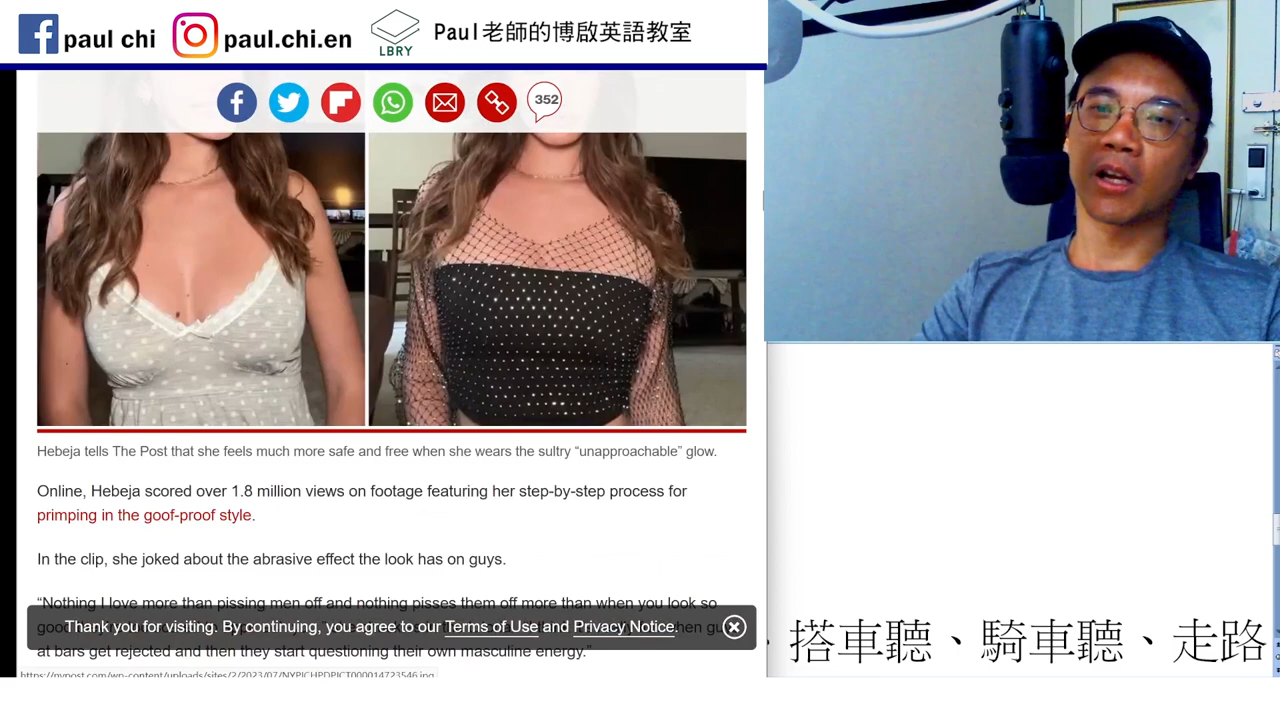 paul chi
paul.chi.en
LBRY
Paul老師的博啟英語教室
352
Hebeja tells The Post that she feels much more safe and free when she wears the sultry “unapproachable” glow.
Online, Hebeja scored over 1.8 million views on footage featuring her step-by-step process for
primping in the goof-proof style.
In the clip, she joked about the abrasive effect the look has on guys.
“Nothing I love more than pissing men off and nothing pisses them off more than when you look so
Thank you for visiting. By continuing, you agree to our Terms of Use and Privacy Notice.
at bars get rejected and then they start questioning their own masculine energy.”
、搭車聽、騎車聽、走路